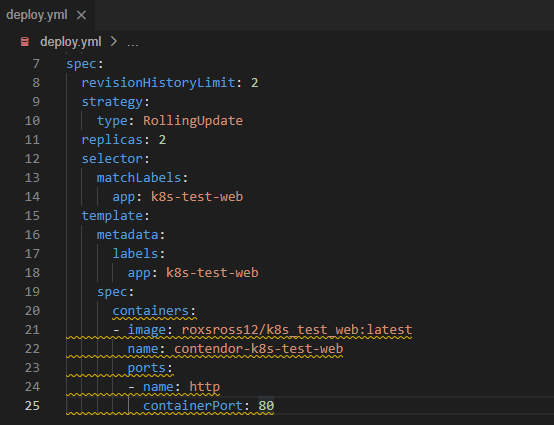 deploy.yml ×
deploy.yml > ...
7 spec:
8   revisionHistoryLimit: 2
9   strategy:
10     type: RollingUpdate
11   replicas: 2
12   selector:
13     matchLabels:
14       app: k8s-test-web
15   template:
16     metadata:
17       labels:
18         app: k8s-test-web
19     spec:
20       containers:
21       - image: roxsross12/k8s_test_web:latest
22         name: contendor-k8s-test-web
23         ports:
24         - name: http
25           containerPort: 80